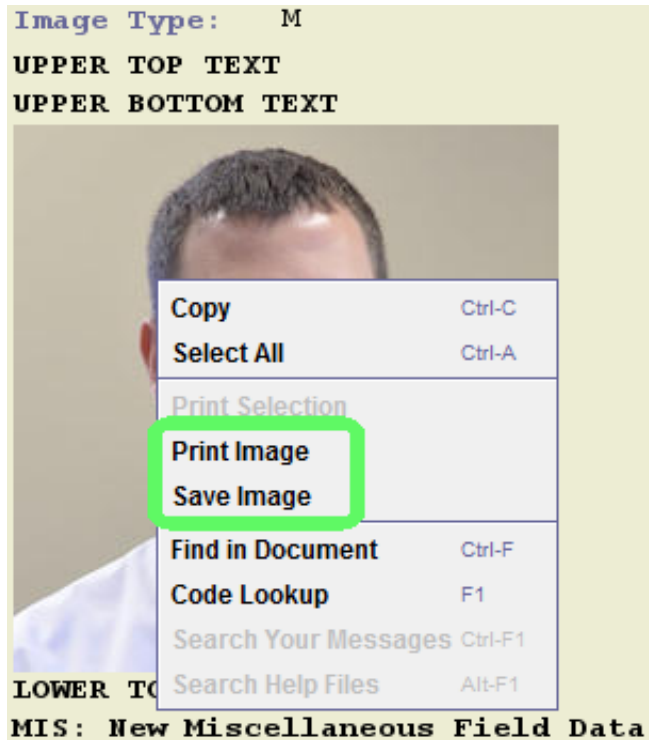 Image Type: M
UPPER TOP TEXT
UPPER BOTTOM TEXT
Copy Ctrl-C
Select All Ctrl-A
Print Selection
Print Image
Save Image
Find in Document Ctrl-F
Code Lookup F1
Search Your Messages Ctrl-F1
Search Help Files Alt-F1
LOWER
MIS: New Miscellaneous Field Data